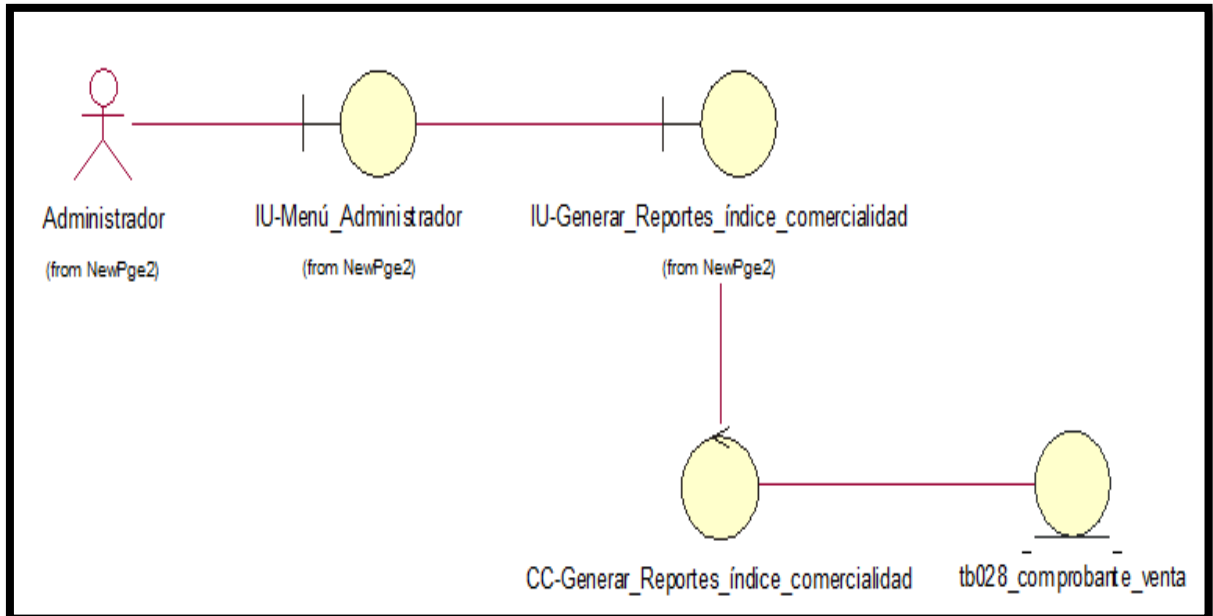 Administrador
(from NewPge2)
IU-Menú_Administrador
(from NewPge2)
IU-Generar_Reportes_índice_comercialidad
(from NewPge2)
CC-Generar_Reportes_índice_comercialidad
tb028_comprobante_venta